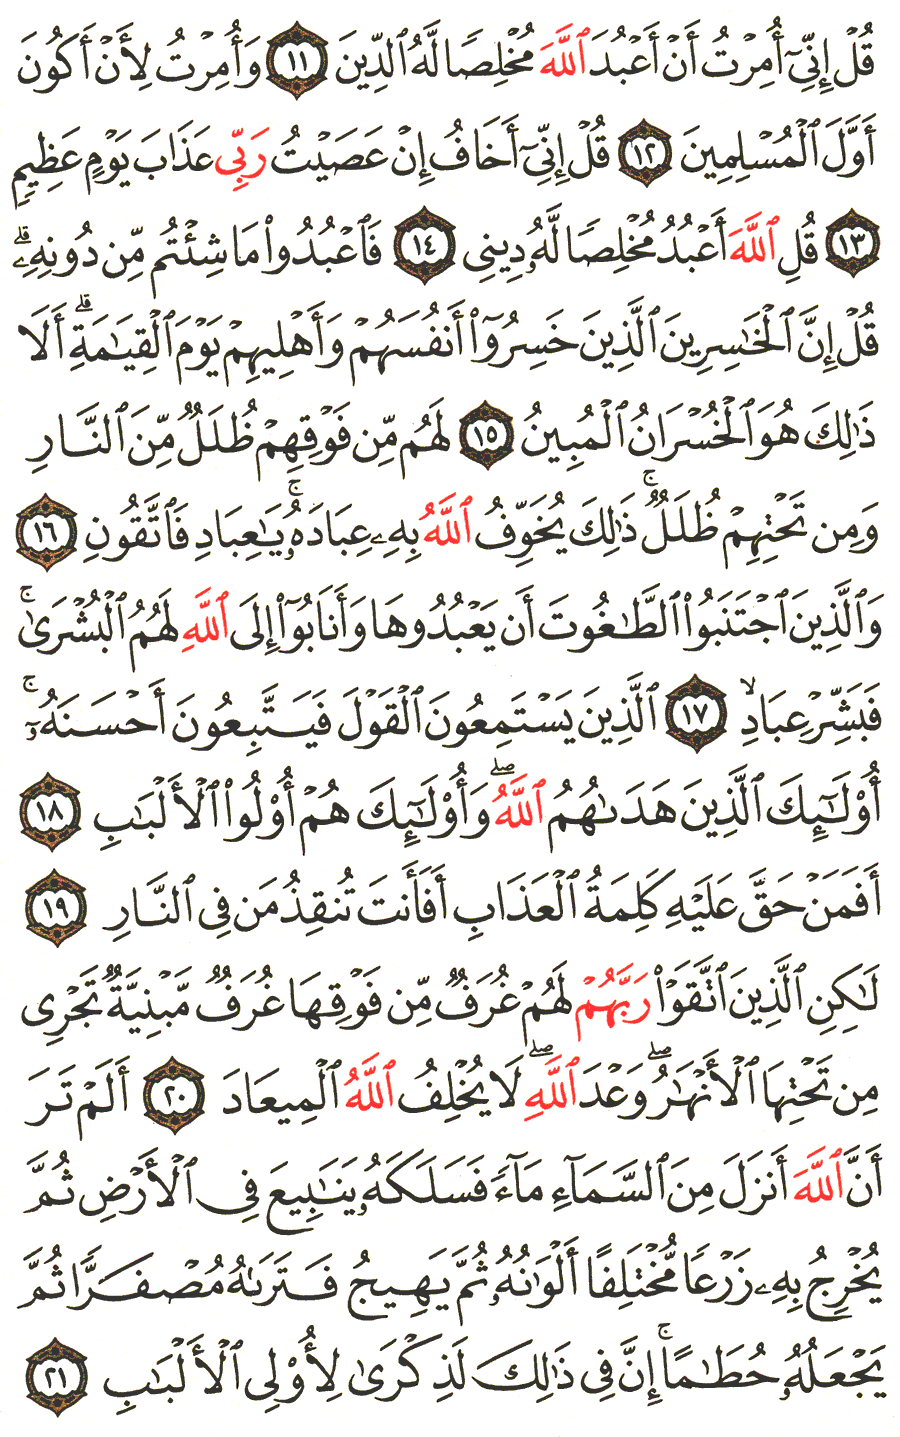 قُلْ إِنِّىٓ أُمِرْتُ أَنْ أَعْبُدَ ٱللَّهَ مُخْلِصًا لَّهُ ٱلدِّينَ ١١ وَأُمِرْتُ لِأَنْ أَكُونَ
أَوَّلَ ٱلْمُسْلِمِينَ ١٢ قُلْ إِنِّىٓ أَخَافُ إِنْ عَصَيْتُ رَبِّى عَذَابَ يَوْمٍ عَظِيمٍ
١٣ قُلِ ٱللَّهَ أَعْبُدُ مُخْلِصًا لَّهُۥ دِينِى ١٤ فَٱعْبُدُوا۟ مَا شِئْتُم مِّن دُونِهِۦ ۗ
قُلْ إِنَّ ٱلْخَٰسِرِينَ ٱلَّذِينَ خَسِرُوٓا۟ أَنفُسَهُمْ وَأَهْلِيهِمْ يَوْمَ ٱلْقِيَٰمَةِ ۗ أَلَا
ذَٰلِكَ هُوَ ٱلْخُسْرَانُ ٱلْمُبِينُ ١٥ لَهُم مِّن فَوْقِهِمْ ظُلَلٌ مِّنَ ٱلنَّارِ
وَمِن تَحْتِهِمْ ظُلَلٌ ۚ ذَٰلِكَ يُخَوِّفُ ٱللَّهُ بِهِۦ عِبَادَهُۥ ۚ يَٰعِبَادِ فَٱتَّقُونِ ١٦
وَٱلَّذِينَ ٱجْتَنَبُوا۟ ٱلطَّٰغُوتَ أَن يَعْبُدُوهَا وَأَنَابُوٓا۟ إِلَى ٱللَّهِ لَهُمُ ٱلْبُشْرَىٰ ۚ
فَبَشِّرْ عِبَادِ ۙ ١٧ ٱلَّذِينَ يَسْتَمِعُونَ ٱلْقَوْلَ فَيَتَّبِعُونَ أَحْسَنَهُۥٓ ۚ
أُو۟لَٰٓئِكَ ٱلَّذِينَ هَدَىٰهُمُ ٱللَّهُ ۖ وَأُو۟لَٰٓئِكَ هُمْ أُو۟لُوا۟ ٱلْأَلْبَٰبِ ١٨
أَفَمَنْ حَقَّ عَلَيْهِ كَلِمَةُ ٱلْعَذَابِ أَفَأَنتَ تُنقِذُ مَن فِى ٱلنَّارِ ١٩
لَٰكِنِ ٱلَّذِينَ ٱتَّقَوْا۟ رَبَّهُمْ لَهُمْ غُرَفٌ مِّن فَوْقِهَا غُرَفٌ مَّبْنِيَّةٌ تَجْرِى
مِن تَحْتِهَا ٱلْأَنْهَٰرُ ۖ وَعْدَ ٱللَّهِ ۖ لَا يُخْلِفُ ٱللَّهُ ٱلْمِيعَادَ ٢٠ أَلَمْ تَرَ
أَنَّ ٱللَّهَ أَنزَلَ مِنَ ٱلسَّمَآءِ مَآءً فَسَلَكَهُۥ يَنَٰبِيعَ فِى ٱلْأَرْضِ ثُمَّ
يُخْرِجُ بِهِۦ زَرْعًا مُّخْتَلِفًا أَلْوَٰنُهُۥ ثُمَّ يَهِيجُ فَتَرَىٰهُ مُصْفَرًّا ثُمَّ
يَجْعَلُهُۥ حُطَٰمًا ۚ إِنَّ فِى ذَٰلِكَ لَذِكْرَىٰ لِأُو۟لِى ٱلْأَلْبَٰبِ ٢١